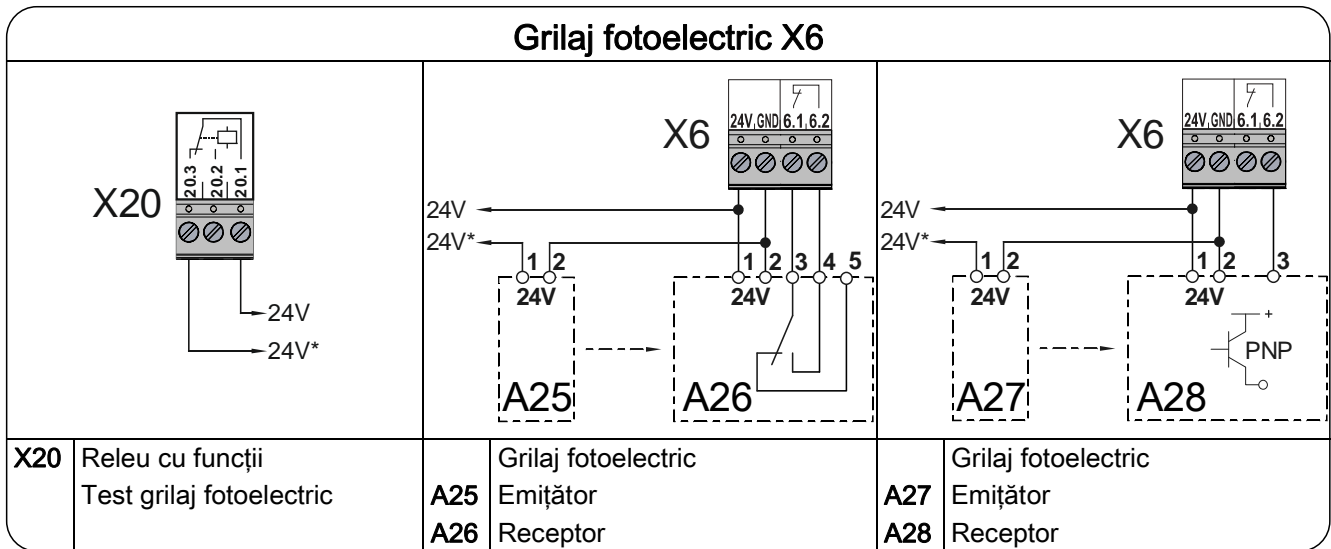 Grilaj fotoelectric X6
X20
20.3 20.2 20.1
24V
24V*
X6
24V GND 6.1 6.2
24V
24V*
1 2
24V
1 2 3 4 5
24V
A25
A26
X6
24V GND 6.1 6.2
24V
24V*
1 2
24V
1 2 3
24V
+
PNP
A27
A28
X20 Releu cu funcții
Test grilaj fotoelectric
Grilaj fotoelectric
A25 Emițător
A26 Receptor
Grilaj fotoelectric
A27 Emițător
A28 Receptor